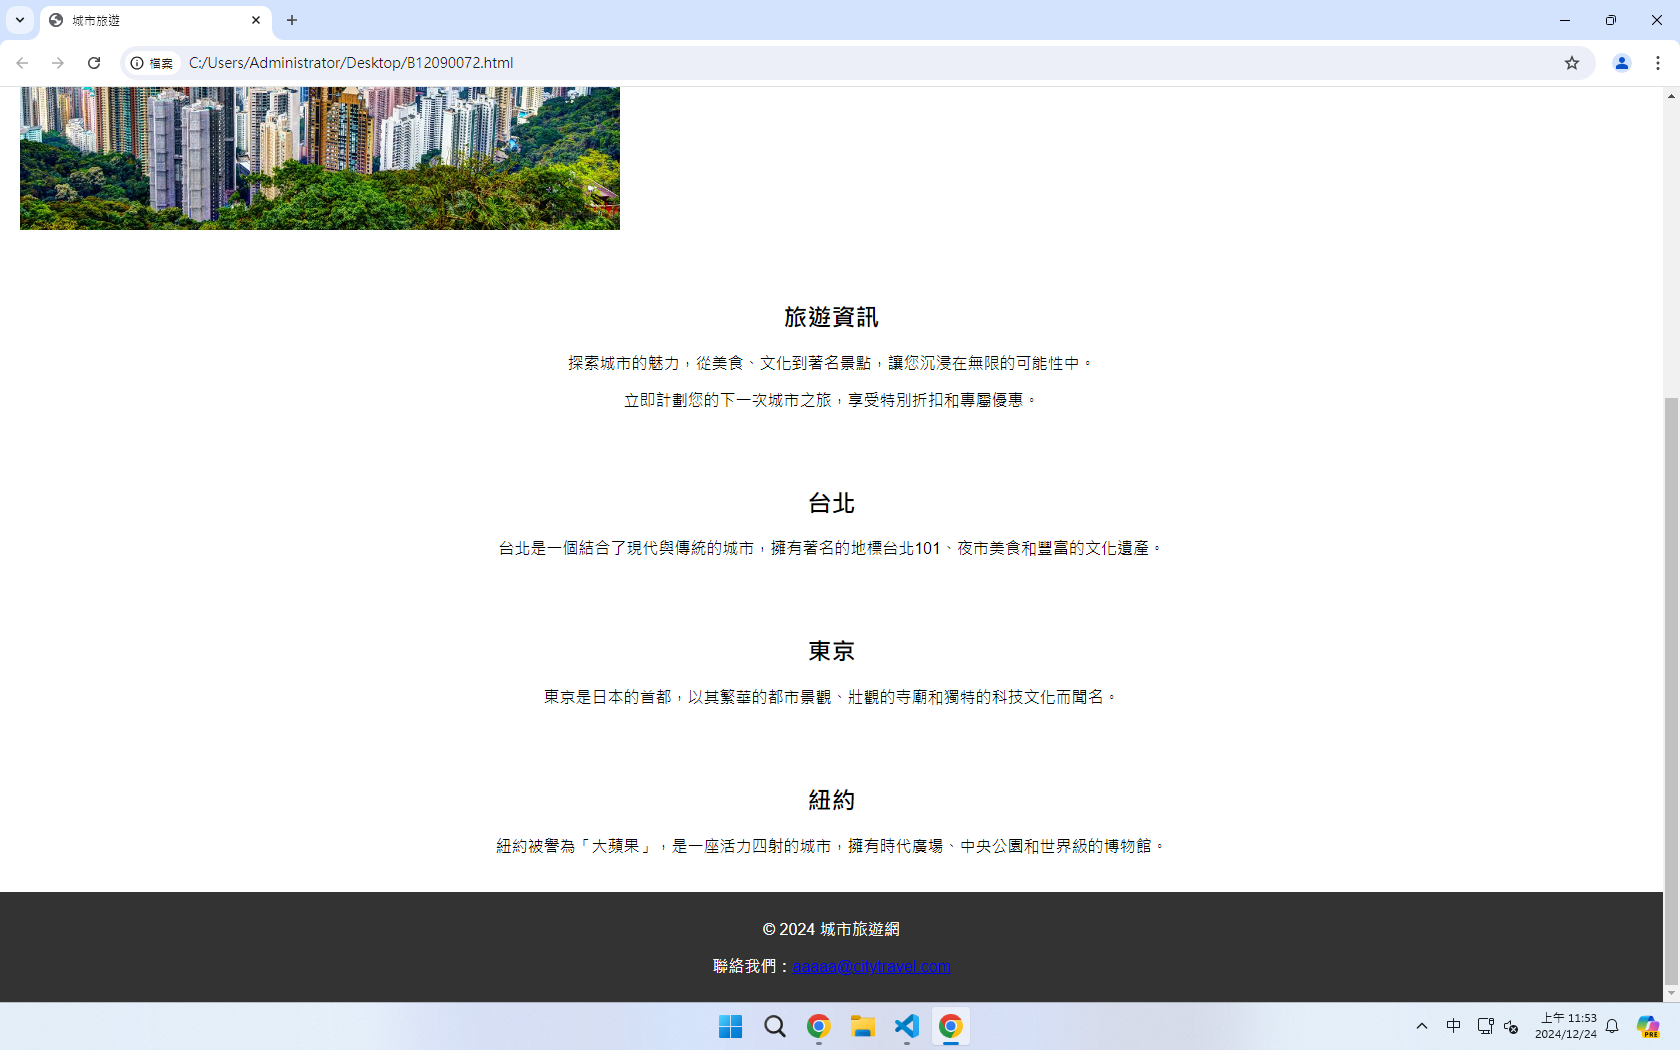 城市旅遊
檔案
C:/Users/Administrator/Desktop/B12090072.html
旅遊資訊
探索城市的魅力，從美食、文化到著名景點，讓您沉浸在無限的可能性中。
立即計劃您的下一次城市之旅，享受特別折扣和專屬優惠。
台北
台北是一個結合了現代與傳統的城市，擁有著名的地標台北101、夜市美食和豐富的文化遺產。
東京
東京是日本的首都，以其繁華的都市景觀、壯觀的寺廟和獨特的科技文化而聞名。
紐約
紐約被譽為「大蘋果」，是一座活力四射的城市，擁有時代廣場、中央公園和世界級的博物館。
© 2024 城市旅遊網
聯絡我們：aaaaa@citytravel.com
中
上午 11:53
2024/12/24
PRE